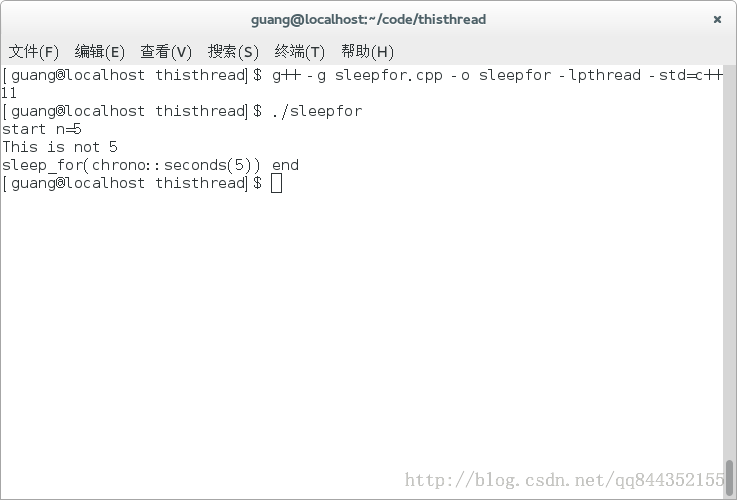 guang@localhost:~/code/thisthread
文件(F) 编辑(E) 查看(V) 搜索(S) 终端(T) 帮助(H)
[guang@localhost thisthread]$ g++ -g sleepfor.cpp -o sleepfor -lpthread -std=c++
11
[guang@localhost thisthread]$ ./sleepfor
start n=5
This is not 5
sleep_for(chrono::seconds(5)) end
[guang@localhost thisthread]$
http://blog.csdn.net/qq844352155